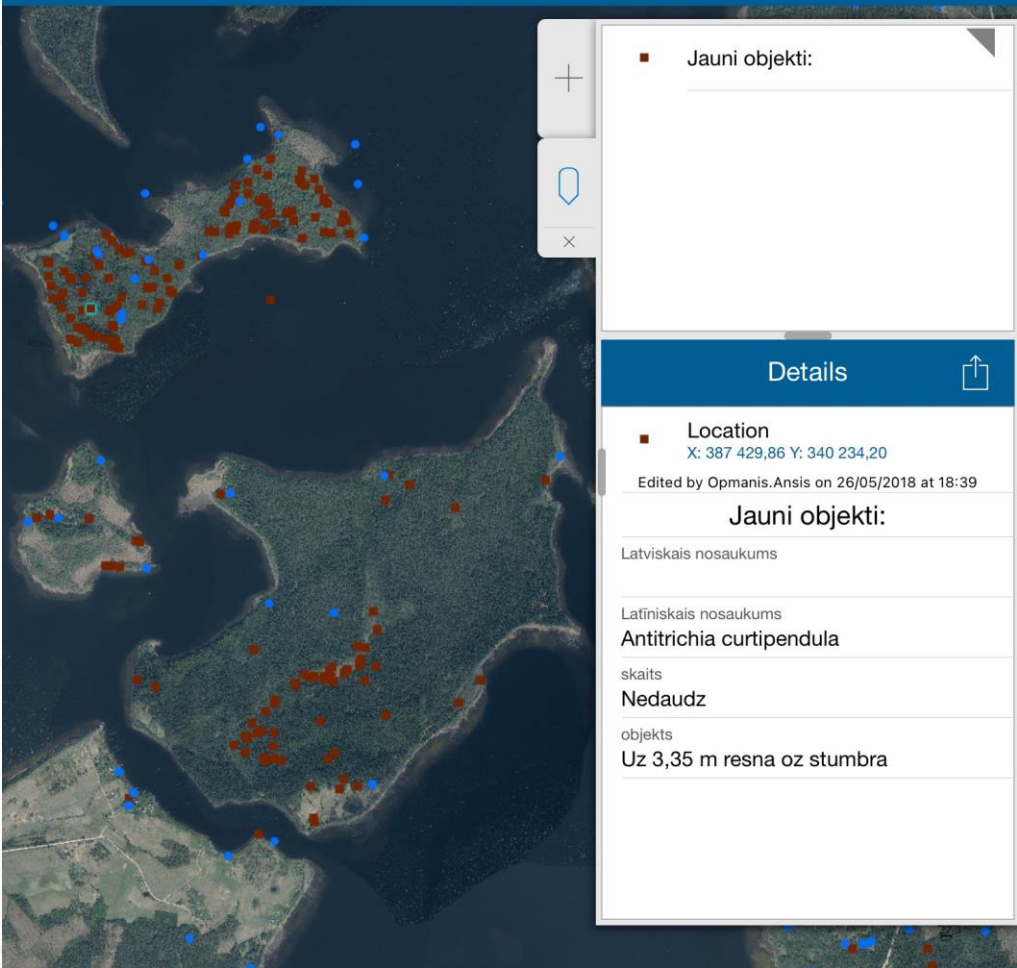 Jauni objekti:
Details
Location
X: 387 429,86 Y: 340 234,20
Edited by Opmanis.Ansis on 26/05/2018 at 18:39
Jauni objekti:
Latviskais nosaukums
Latīniskais nosaukums
Antitrichia curtipendula
skaits
Nedaudz
objekts
Uz 3,35 m resna oz stumbra